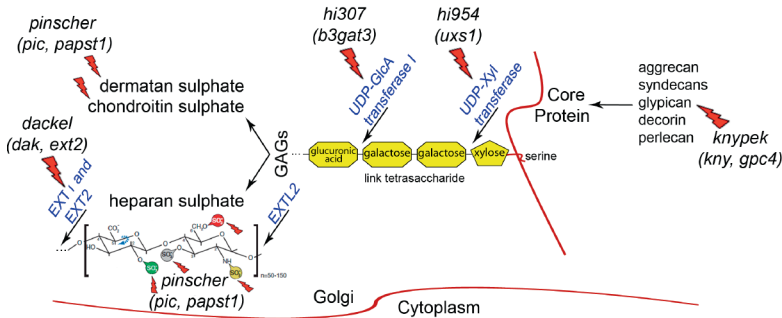 pinscher
(pic, papst1)
dermatan sulphate
chondroitin sulphate
dackel
(dak, ext2)
EXT1 and
EXT2
heparan sulphate
GAGs
EXTL2
hi307
(b3gat3)
UDP-GlcA
transferase I
hi954
(uxs1)
UDP-Xyl
transferase
glucuronic
acid
galactose
galactose
xylose
serine
link tetrasaccharide
Core
Protein
aggrecan
syndecans
glypican
decorin
perlecan
knypek
(kny, gpc4)
n=50-150
pinscher
(pic, papst1)
Golgi
Cytoplasm